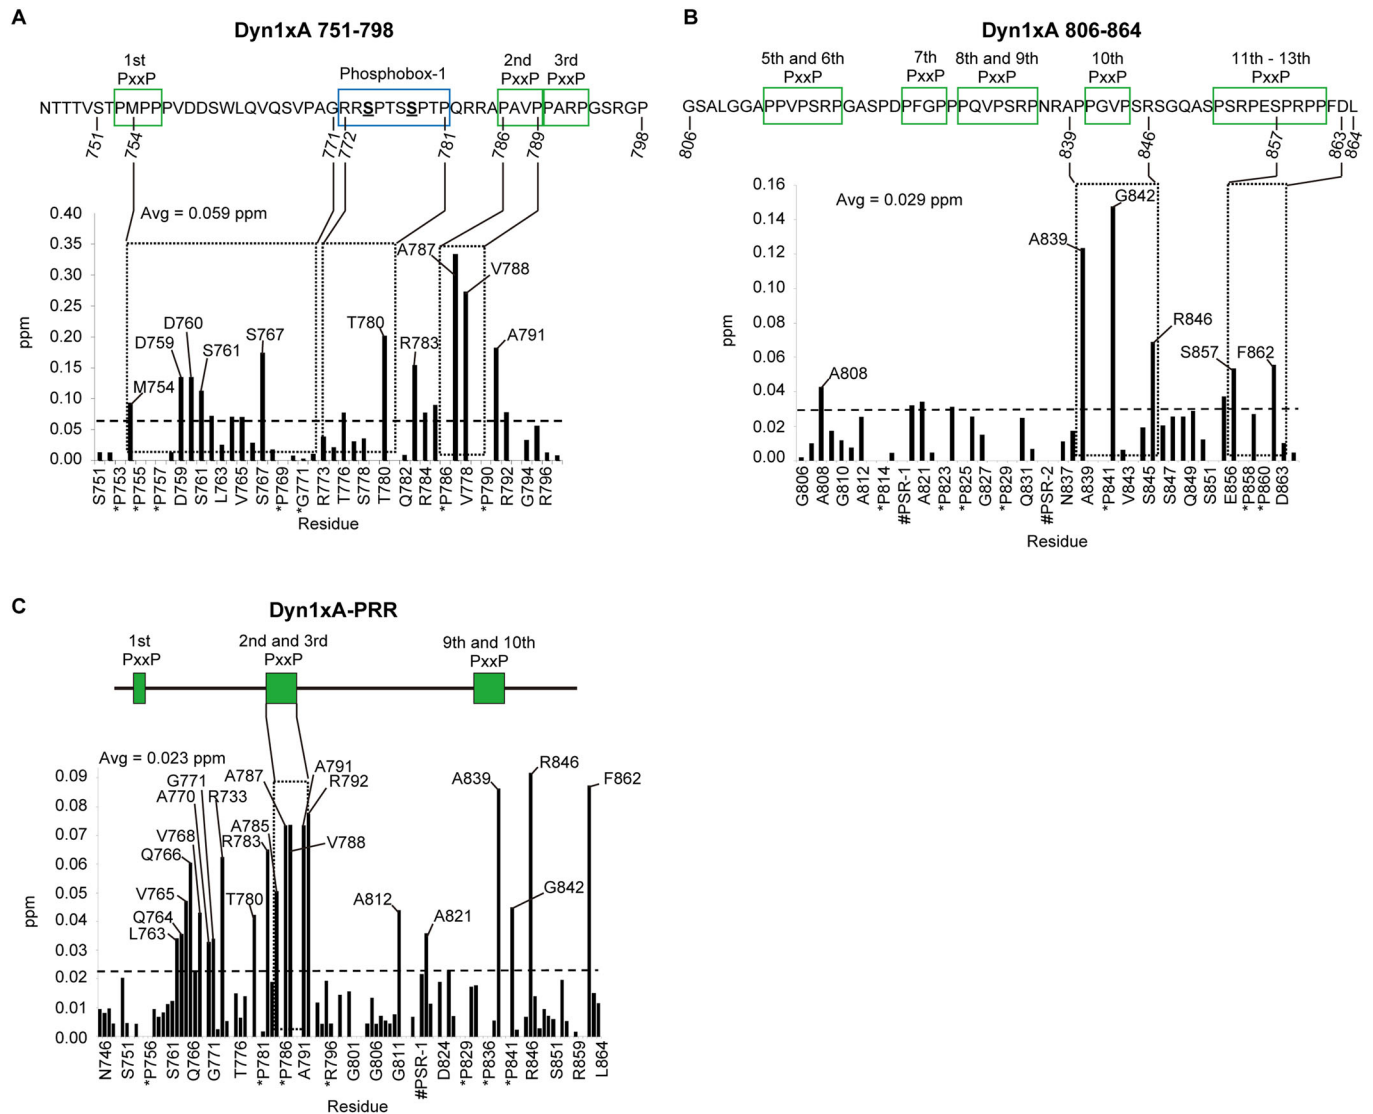 A
Dyn1xA 751-798
1st
PxxP
Phosphobox-1
2nd
PxxP
3rd
PxxP
NTTTVSTPMPPPVDDSWLQVQSVPAGRRSPTSSPTPQRRAPAVPPARPGSRGP
751
754
771
772
781
786
789
798
Avg = 0.059 ppm
0.40
0.35
0.30
0.25
0.20
0.15
0.10
0.05
0.00
ppm
M754
D759
D760
S761
S767
T780
R783
A787
V788
A791
S751
*P753
*P755
*P757
D759
S761
L763
V765
S767
*P769
*G771
R773
T776
S778
T780
Q782
R784
*P786
V778
*P790
R792
G794
R796
Residue
B
Dyn1xA 806-864
5th and 6th
PxxP
7th
PxxP
8th and 9th
PxxP
10th
PxxP
11th - 13th
PxxP
GSALGGAPPVPSRPGASPDPFGPPPQVPSRPNRAPPGVPSRSGQASPSRPESPRPPFDL
806
839
846
857
863
864
Avg = 0.029 ppm
0.16
0.14
0.12
0.10
0.08
0.06
0.04
0.02
0.00
ppm
A808
A839
G842
R846
S857
F862
G806
A808
G810
A812
*P814
#PSR-1
A821
*P823
*P825
G827
*P829
Q831
#PSR-2
N837
A839
*P841
V843
S845
S847
Q849
S851
E856
*P858
*P860
D863
Residue
C
Dyn1xA-PRR
1st
PxxP
2nd and 3rd
PxxP
9th and 10th
PxxP
Avg = 0.023 ppm
0.09
0.08
0.07
0.06
0.05
0.04
0.03
0.02
0.01
0.00
ppm
L763
Q764
V765
Q766
V768
A770
G771
R733
T780
R783
A785
A787
V788
A791
R792
A812
A821
A839
G842
R846
F862
N746
S751
*P756
S761
Q766
G771
T776
*P781
*P786
A791
*R796
G801
G806
G811
#PSR-1
D824
*P829
*P836
*P841
R846
S851
R859
L864
Residue